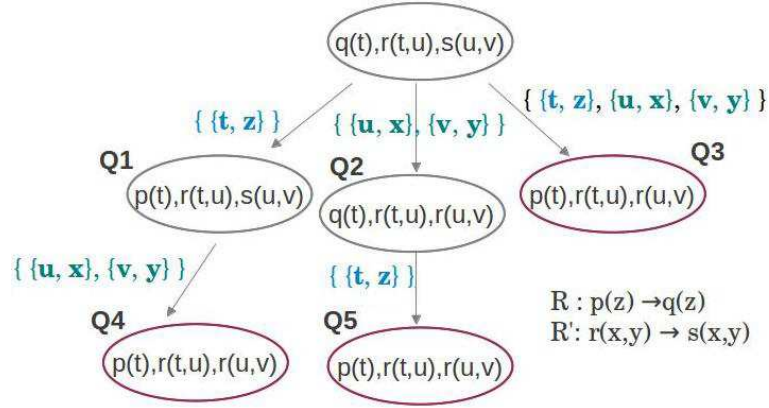 q(t),r(t,u),s(u,v)
{ {t, z} }
{ {u, x}, {v, y} }
{ {t, z}, {u, x}, {v, y} }
Q1
Q2
Q3
p(t),r(t,u),s(u,v)
q(t),r(t,u),r(u,v)
p(t),r(t,u),r(u,v)
{ {u, x}, {v, y} }
{ {t, z} }
Q4
Q5
R : p(z) →q(z)
R': r(x,y) → s(x,y)
p(t),r(t,u),r(u,v)
p(t),r(t,u),r(u,v)